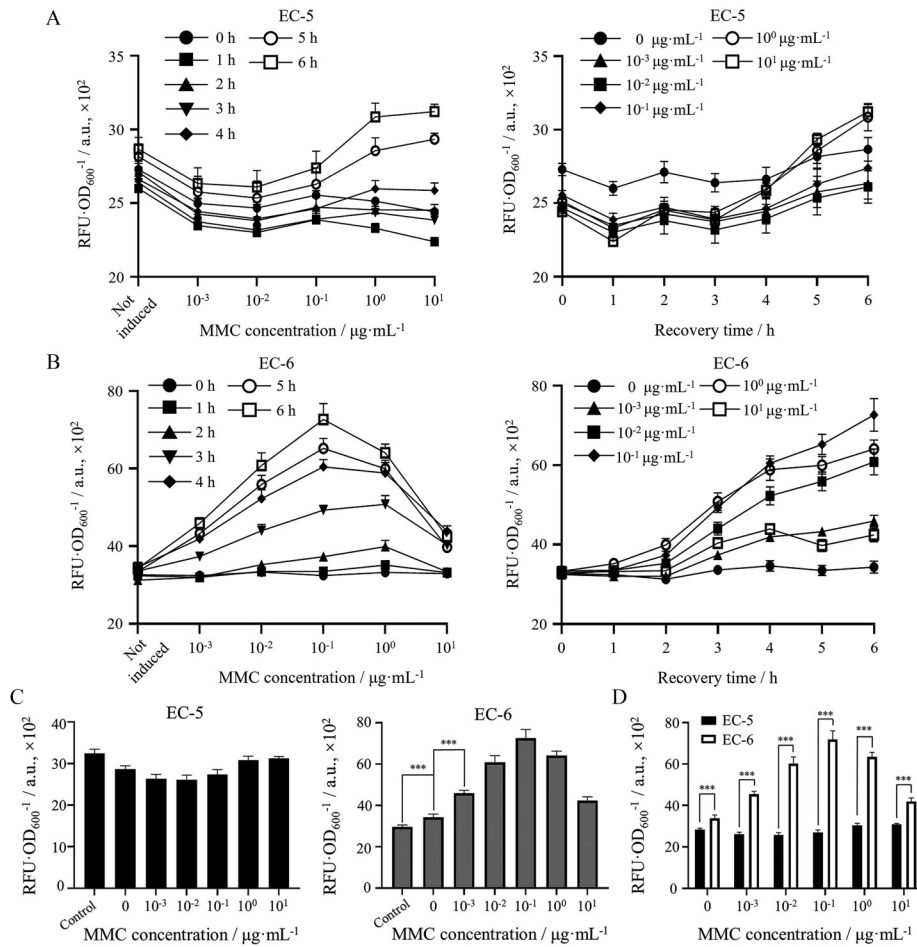 A
EC-5
0 h
1 h
2 h
3 h
4 h
5 h
6 h
RFU·OD₆₀₀⁻¹ / a.u., ×10²
35
30
25
20
Not induced
10⁻³
10⁻²
10⁻¹
10⁰
10¹
MMC concentration / μg·mL⁻¹
EC-5
0 μg·mL⁻¹
10⁻³ μg·mL⁻¹
10⁻² μg·mL⁻¹
10⁻¹ μg·mL⁻¹
10⁰ μg·mL⁻¹
10¹ μg·mL⁻¹
RFU·OD₆₀₀⁻¹ / a.u., ×10²
35
30
25
20
0 1 2 3 4 5 6
Recovery time / h
B
EC-6
0 h
1 h
2 h
3 h
4 h
5 h
6 h
RFU·OD₆₀₀⁻¹ / a.u., ×10²
80
60
40
20
Not induced
10⁻³
10⁻²
10⁻¹
10⁰
10¹
MMC concentration / μg·mL⁻¹
EC-6
0 μg·mL⁻¹
10⁻³ μg·mL⁻¹
10⁻² μg·mL⁻¹
10⁻¹ μg·mL⁻¹
10⁰ μg·mL⁻¹
10¹ μg·mL⁻¹
RFU·OD₆₀₀⁻¹ / a.u., ×10²
80
60
40
20
0 1 2 3 4 5 6
Recovery time / h
C
EC-5
RFU·OD₆₀₀⁻¹ / a.u., ×10²
40
30
20
10
0
Control 0 10⁻³ 10⁻² 10⁻¹ 10⁰ 10¹
MMC concentration / μg·mL⁻¹
EC-6
RFU·OD₆₀₀⁻¹ / a.u., ×10²
80
60
40
20
0
*** ***
Control 0 10⁻³ 10⁻² 10⁻¹ 10⁰ 10¹
MMC concentration / μg·mL⁻¹
D
EC-5
EC-6
RFU·OD₆₀₀⁻¹ / a.u., ×10²
80
60
40
20
0
*** *** *** *** *** ***
0 10⁻³ 10⁻² 10⁻¹ 10⁰ 10¹
MMC concentration / μg·mL⁻¹